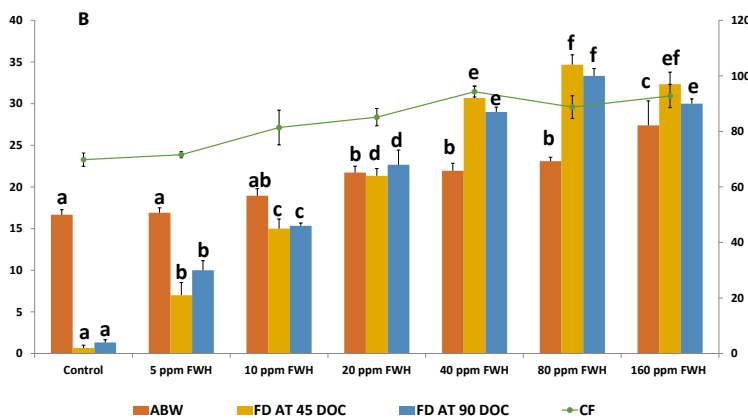 B
40 120
35
100
30
25 80
20 60
15
40
10
20
5
0 0
a a a
a b b
ab c c
b d d
b e e
b f f
c ef e
Control 5 ppm FWH 10 ppm FWH 20 ppm FWH 40 ppm FWH 80 ppm FWH 160 ppm FWH
ABW FD AT 45 DOC FD AT 90 DOC CF